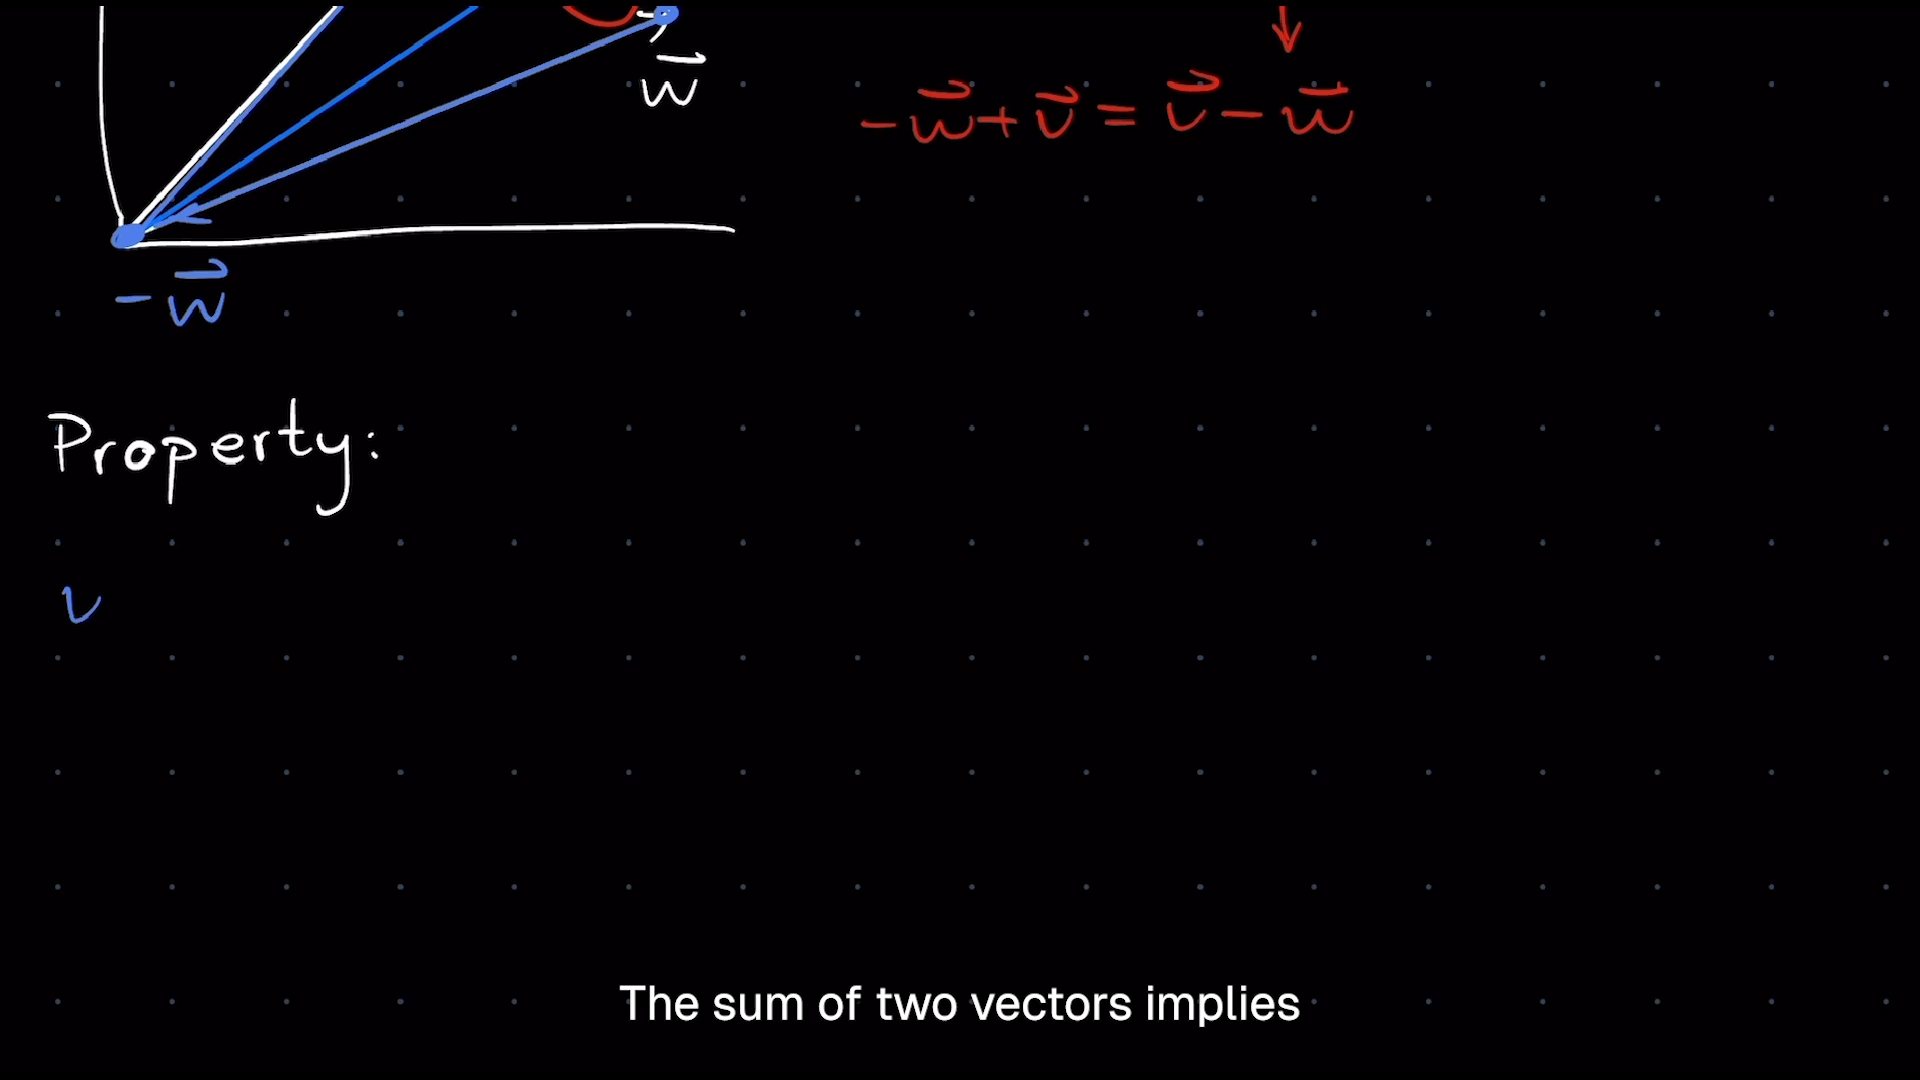 w⃗
-w⃗ + v⃗ = v⃗ - w⃗
-w⃗
Property:
v
The sum of two vectors implies